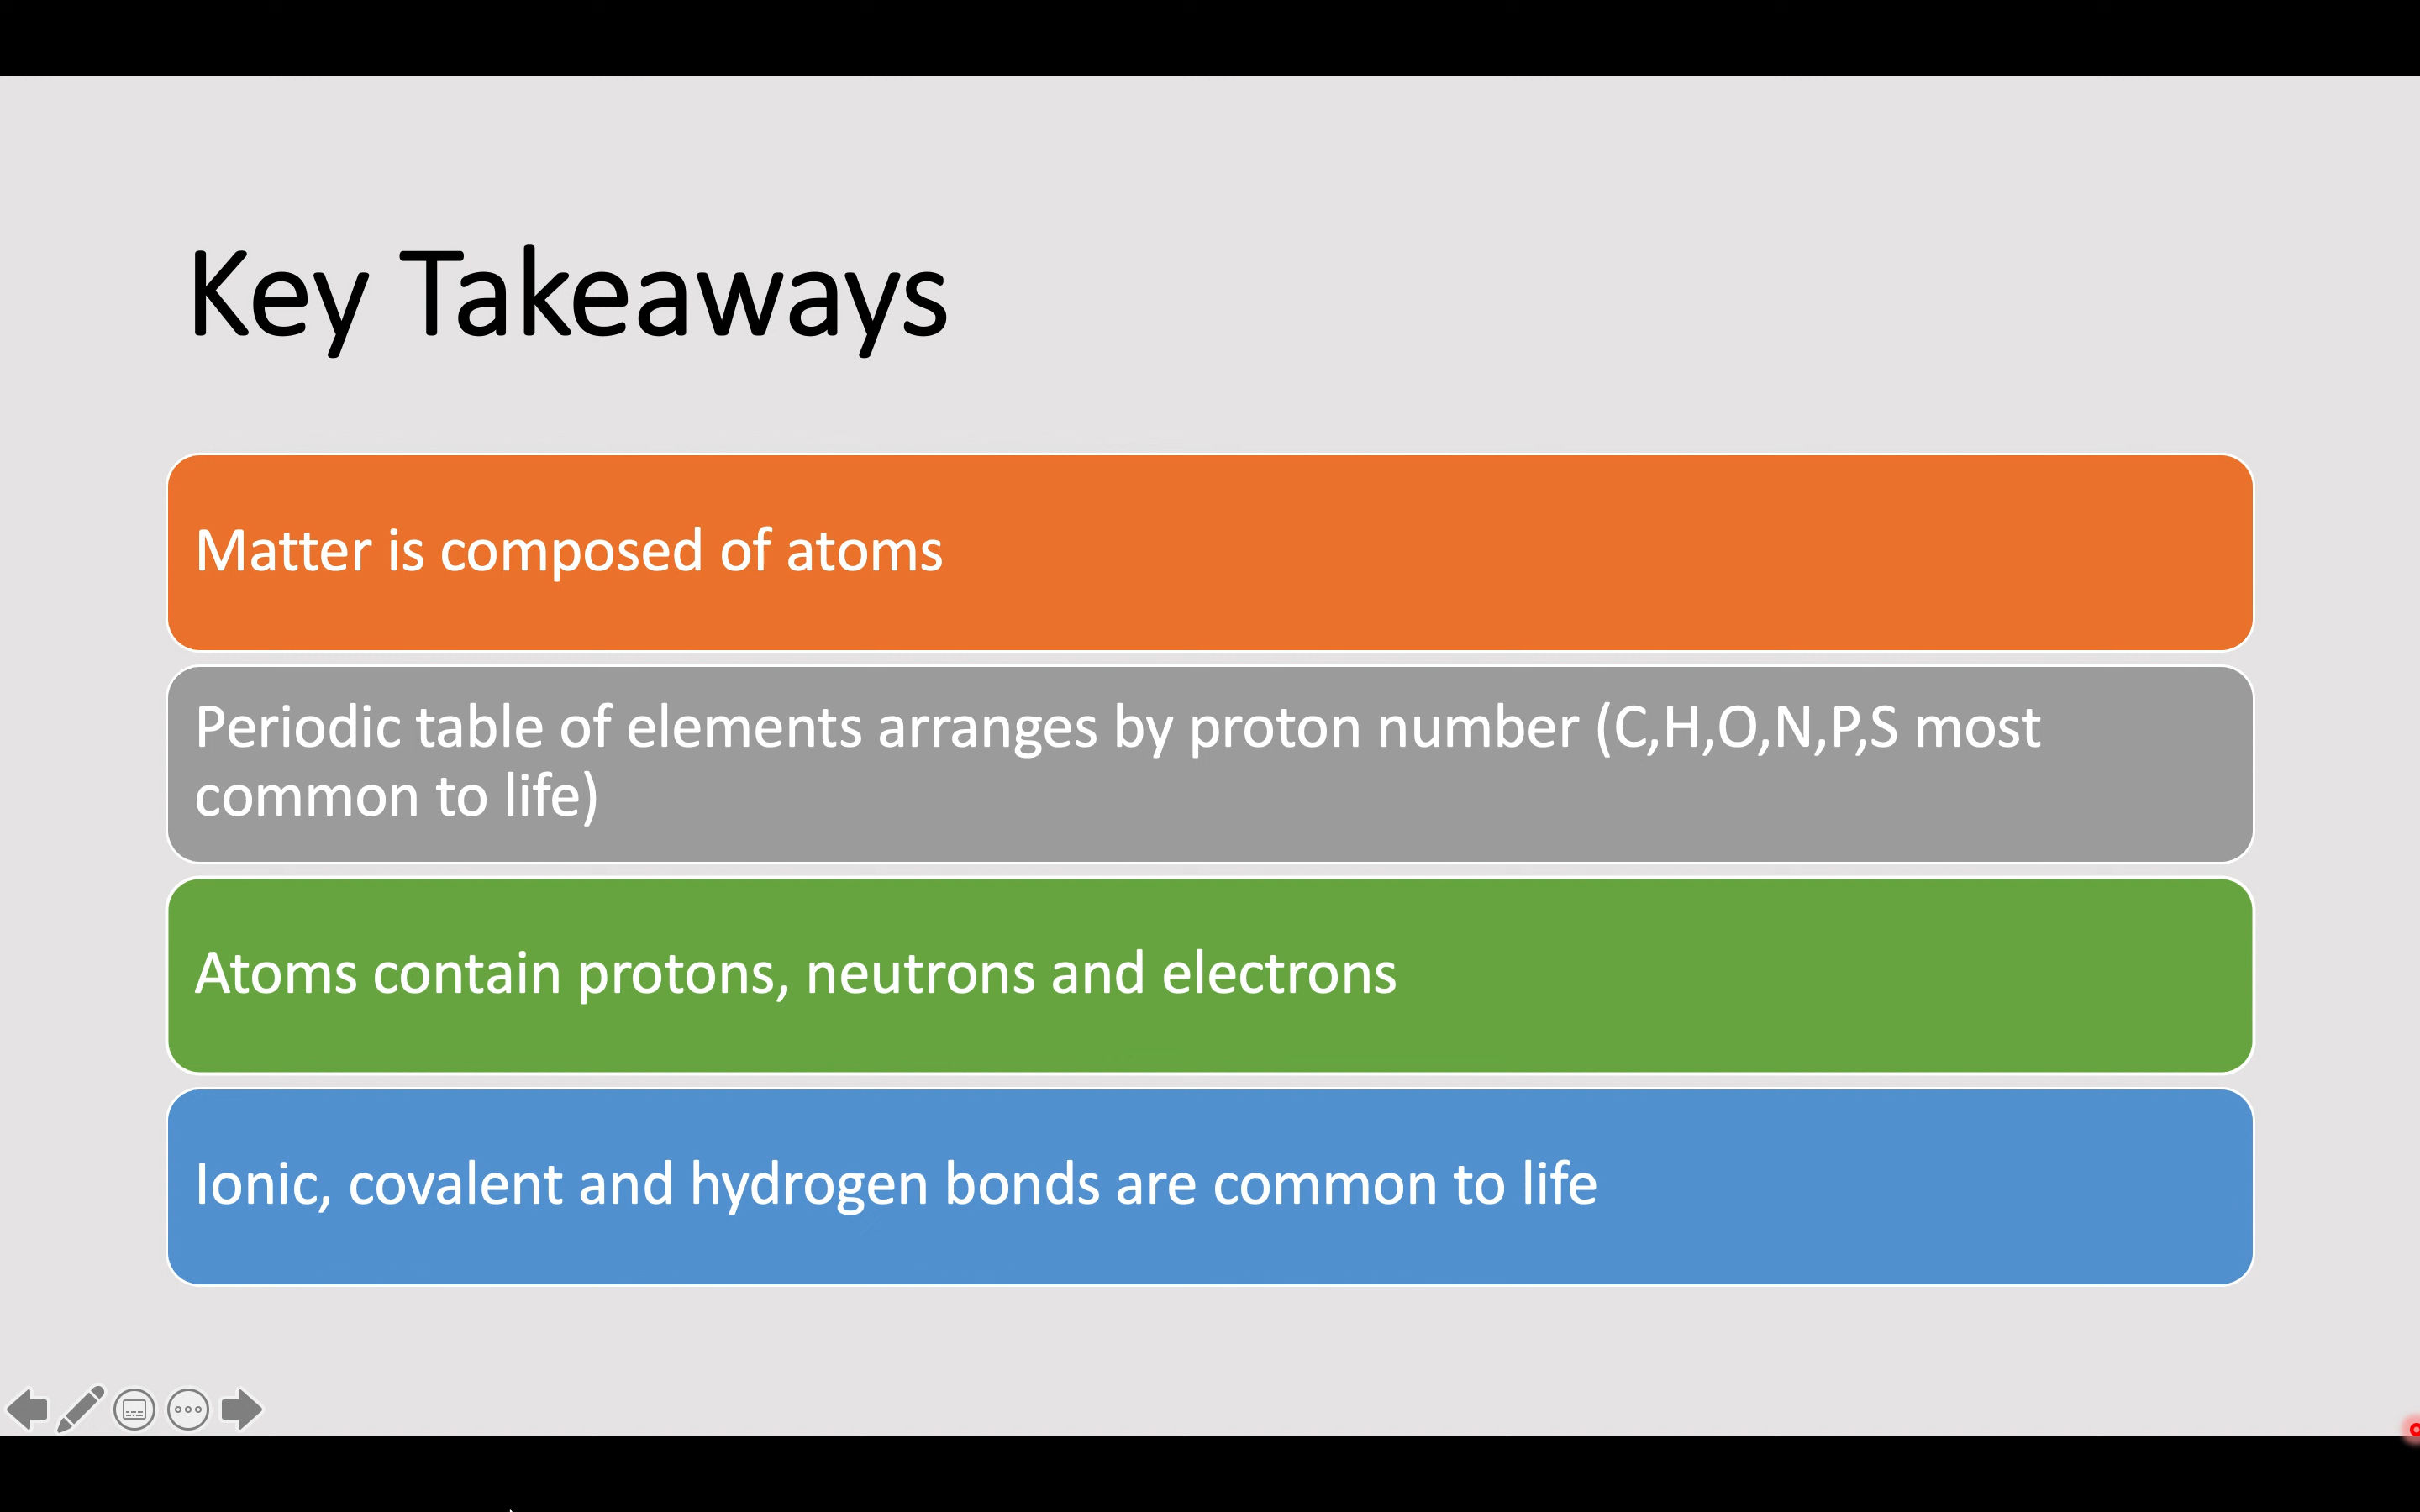 Key Takeaways
Matter is composed of atoms
Periodic table of elements arranges by proton number (C,H,O,N,P,S most
common to life)
Atoms contain protons, neutrons and electrons
Ionic, covalent and hydrogen bonds are common to life